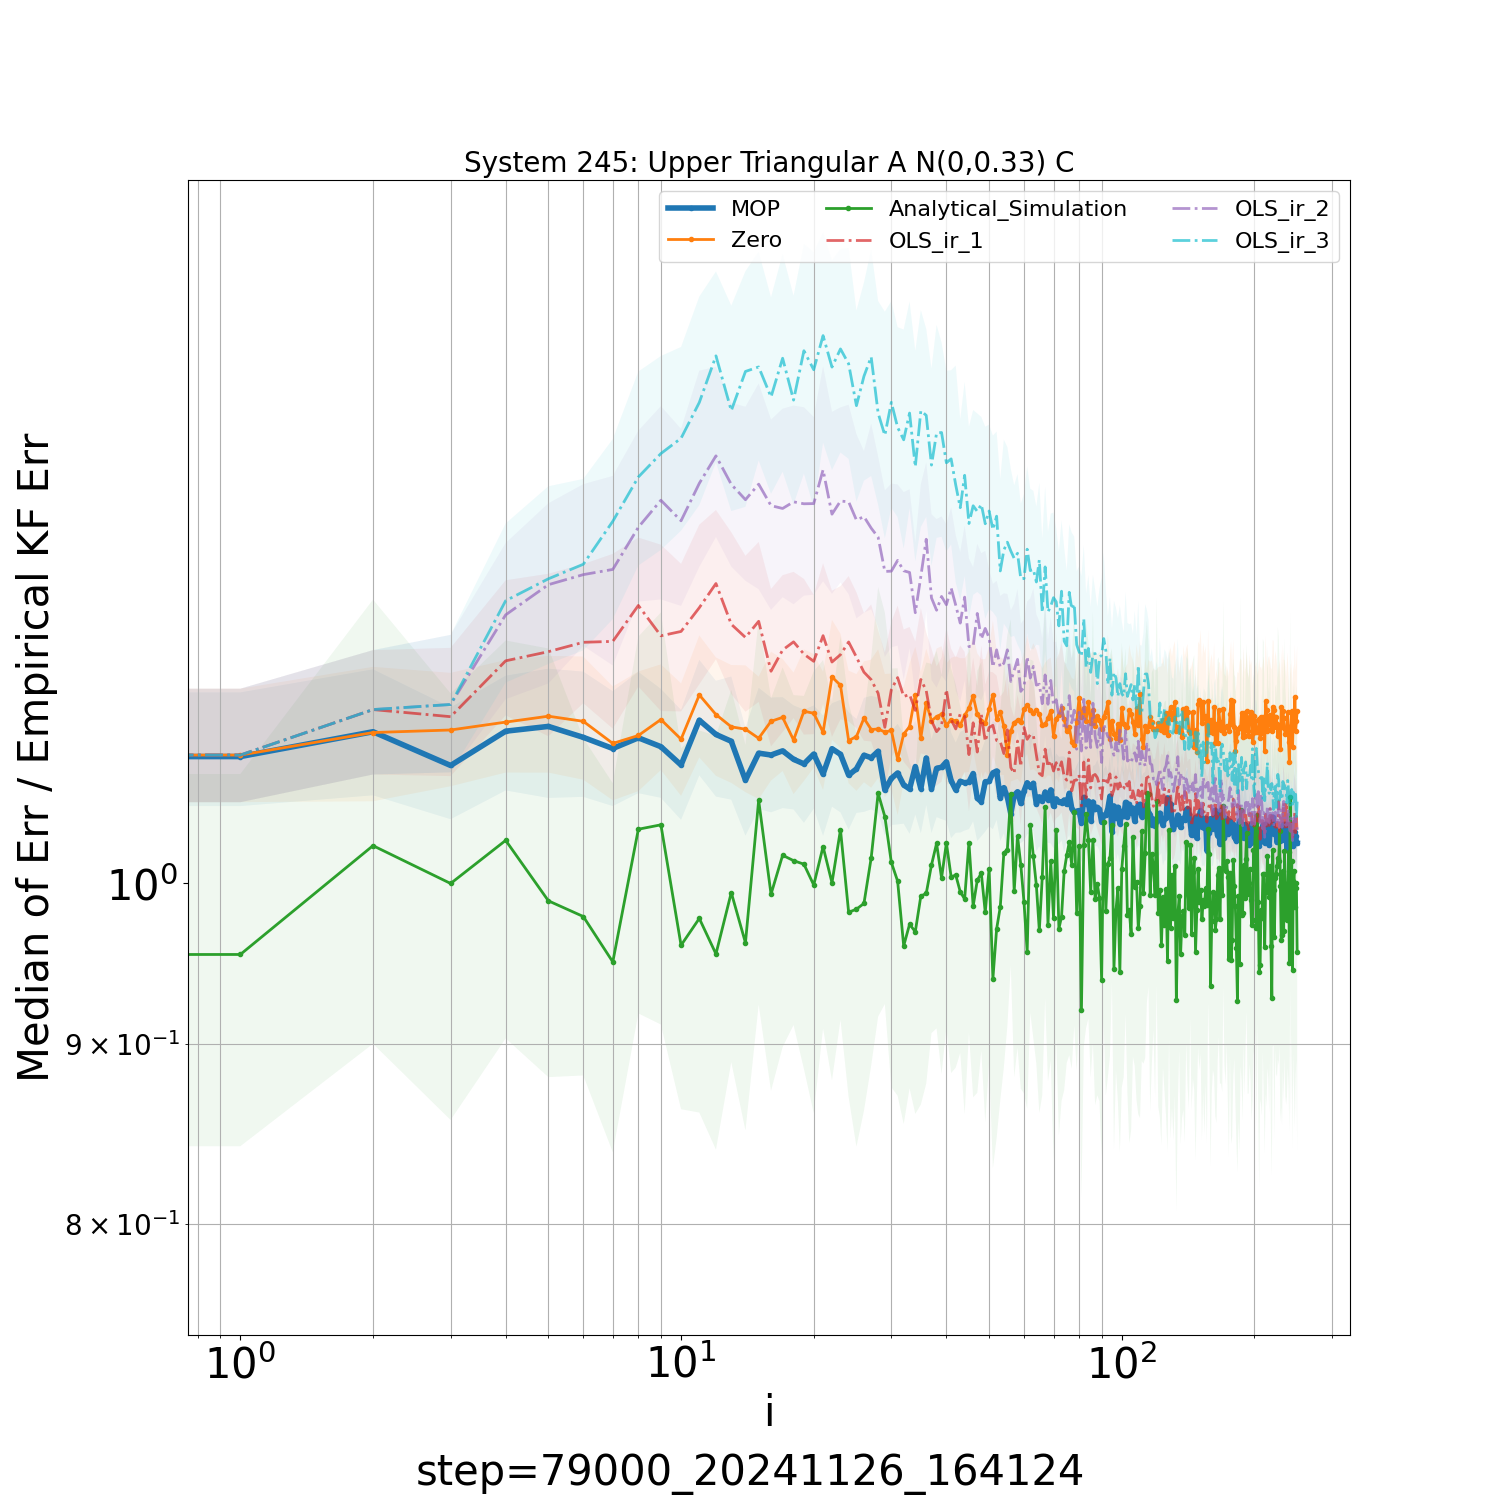 System 245: Upper Triangular A N(0,0.33) C
MOP
Zero
Analytical_Simulation
OLS_ir_1
OLS_ir_2
OLS_ir_3
Median of Err / Empirical KF Err
10⁰
9 × 10⁻¹
8 × 10⁻¹
10⁰ 10¹ 10²
i
step=79000_20241126_164124